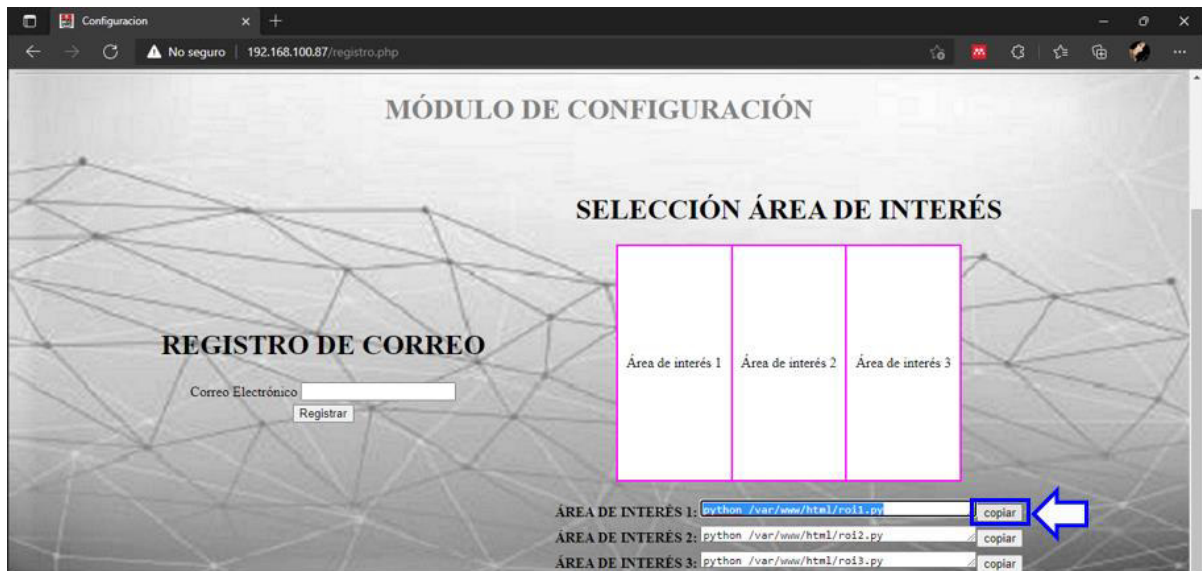 Configuracion
No seguro | 192.168.100.87/registro.php
MÓDULO DE CONFIGURACIÓN
SELECCIÓN ÁREA DE INTERÉS
Área de interés 1 Área de interés 2 Área de interés 3
REGISTRO DE CORREO
Correo Electrónico
Registrar
ÁREA DE INTERÉS 1: python /var/www/html/roi1.py copiar
ÁREA DE INTERÉS 2: python /var/www/html/roi2.py copiar
ÁREA DE INTERÉS 3: python /var/www/html/roi3.py copiar